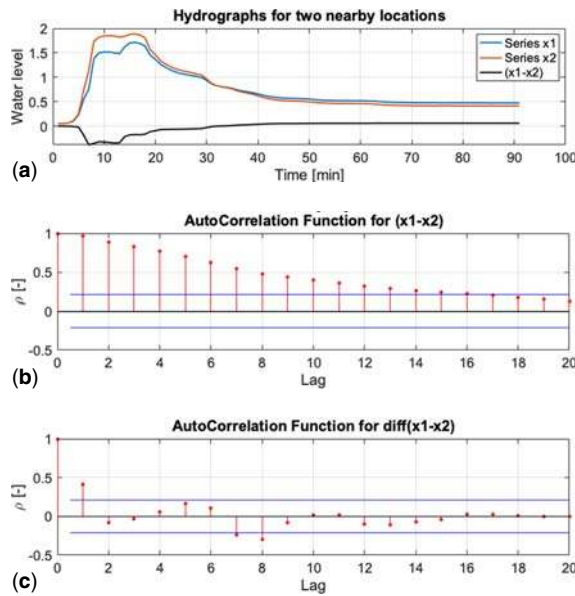 Hydrographs for two nearby locations
2
1.5
1
0.5
0
Water level
Series x1
Series x2
(x1-x2)
0 10 20 30 40 50 60 70 80 90 100
Time [min]
(a)
AutoCorrelation Function for (x1-x2)
1
0.5
0
-0.5
ρ [-]
0 2 4 6 8 10 12 14 16 18 20
Lag
(b)
AutoCorrelation Function for diff(x1-x2)
1
0.5
0
-0.5
ρ [-]
0 2 4 6 8 10 12 14 16 18 20
Lag
(c)